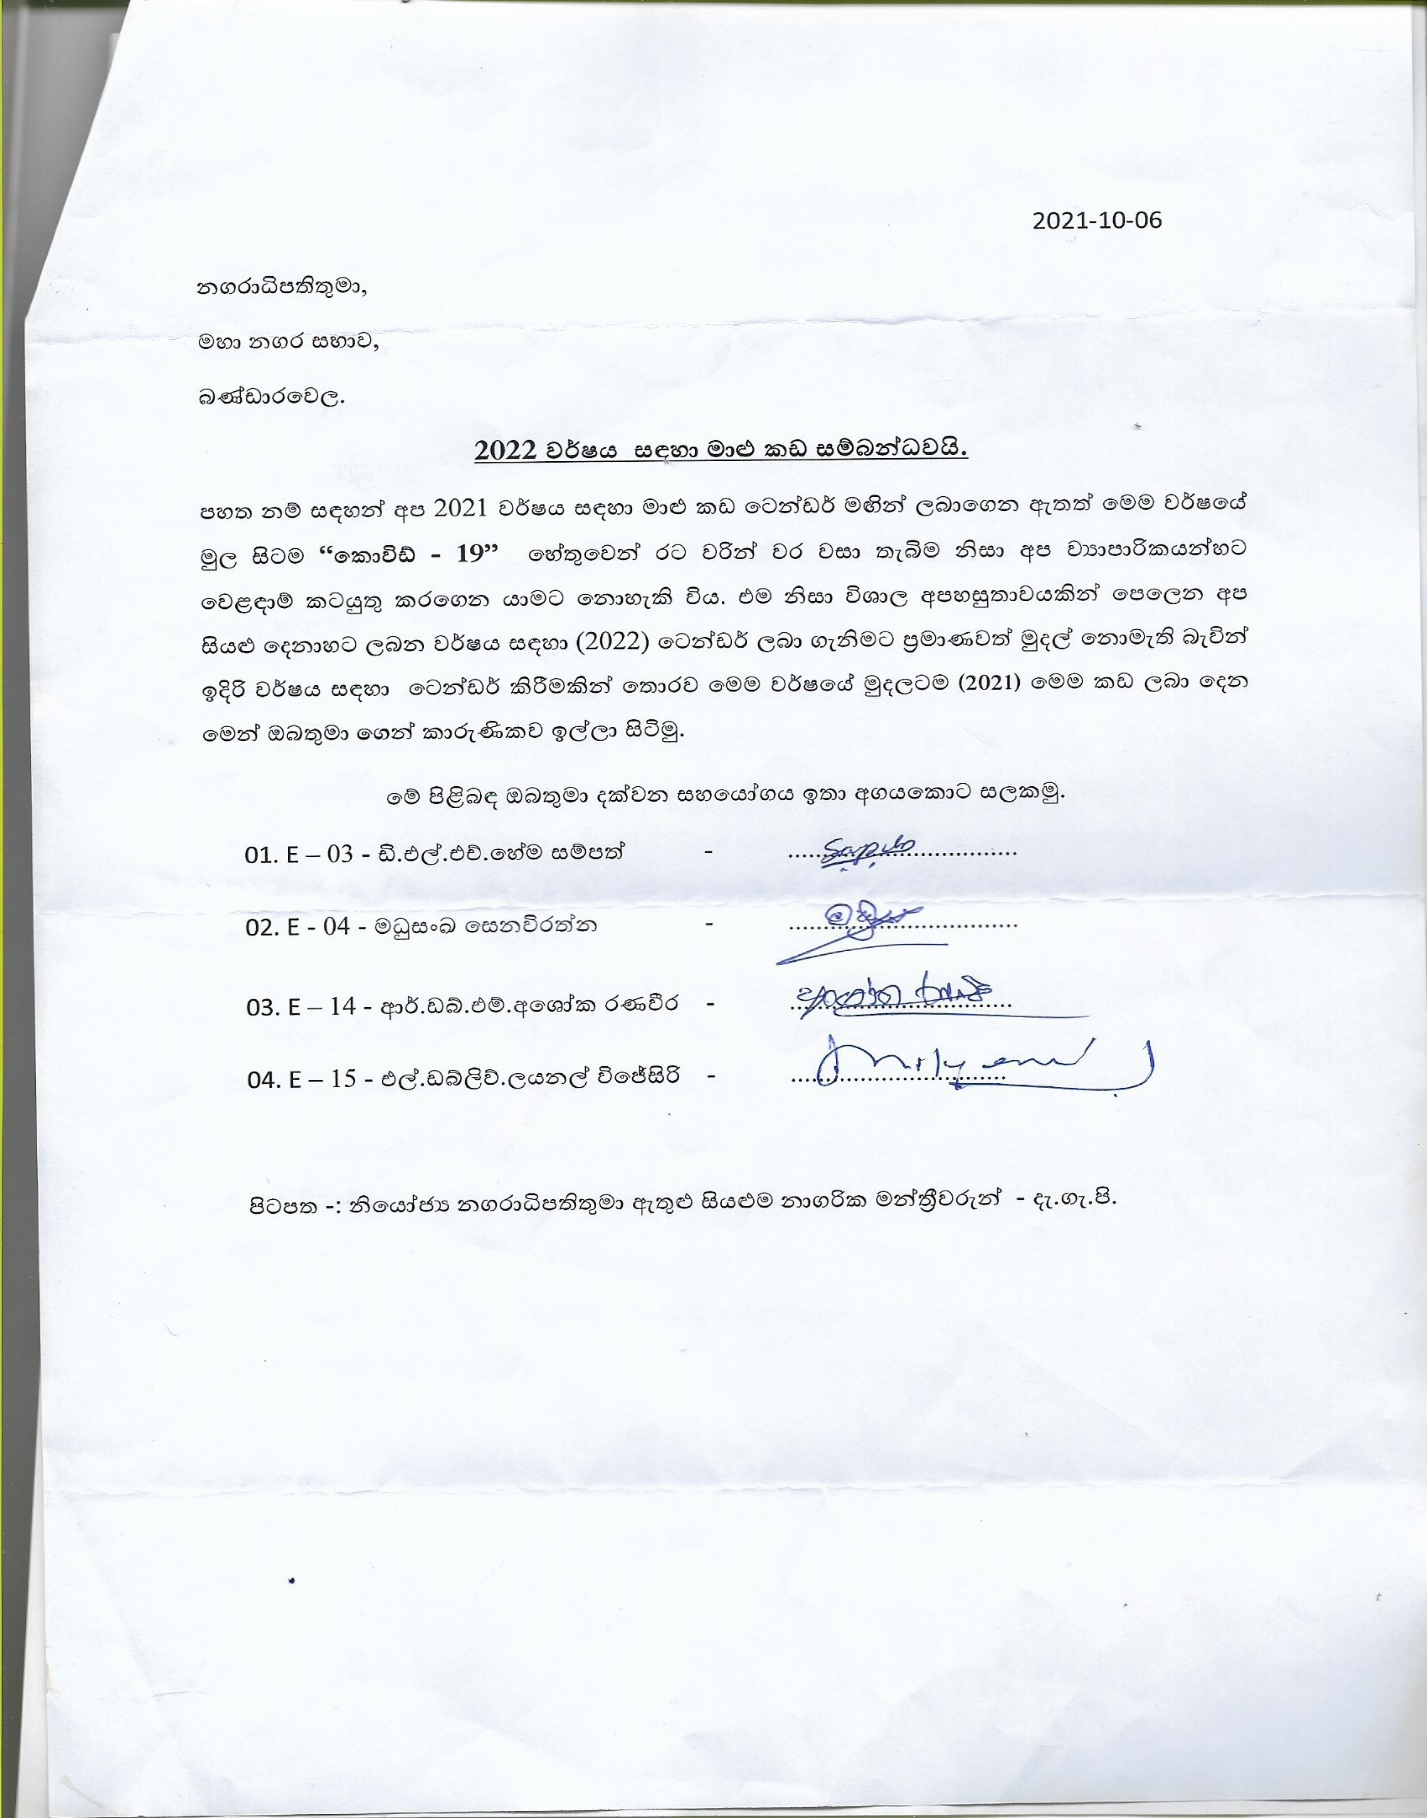 2021-10-06
නගරාධිපතිතුමා,
මහා නගර සභාව,
බණ්ඩාරවෙල.
2022 වර්ෂය සඳහා මාළු කඩ සම්බන්ධවයි.
පහත නම් සඳහන් අප 2021 වර්ෂය සඳහා මාළු කඩ ටෙන්ඩර් මඟින් ලබාගෙන ඇතත් මෙම වර්ෂයේ
මුල සිටම “කොවිඩ් - 19” හේතුවෙන් රට වරින් වර වසා තැබිම නිසා අප ව්‍යාපාරිකයන්හට
වෙළඳාම් කටයුතු කරගෙන යාමට නොහැකි විය. එම නිසා විශාල අපහසුතාවයකින් පෙලෙන අප
සියළු දෙනාහට ලබන වර්ෂය සඳහා (2022) ටෙන්ඩර් ලබා ගැනිමට ප්‍රමාණවත් මුදල් නොමැති බැවින්
ඉදිරි වර්ෂය සඳහා ටෙන්ඩර් කිරීමකින් තොරව මෙම වර්ෂයේ මුදලටම (2021) මෙම කඩ ලබා දෙන
මෙන් ඔබතුමා ගෙන් කාරුණිකව ඉල්ලා සිටිමු.
මේ පිළිබඳ ඔබතුමා දක්වන සහයෝගය ඉතා අගයකොට සලකමු.
01. E – 03 - ඩි.එල්.එච්.හේම සම්පත් - ..............................
02. E - 04 - මධුසංඛ සෙනවිරත්න - ..............................
03. E – 14 - ආර්.ඩබ්.එම්.අශෝක රණවීර - ..............................
04. E – 15 - එල්.ඩබ්ලිව්.ලයනල් විජේසිරි - ..............................
පිටපත -: නියෝජ්‍ය නගරාධිපතිතුමා ඇතුළු සියළුම නාගරික මන්ත්‍රීවරුන් - දැ.ගැ.පි.